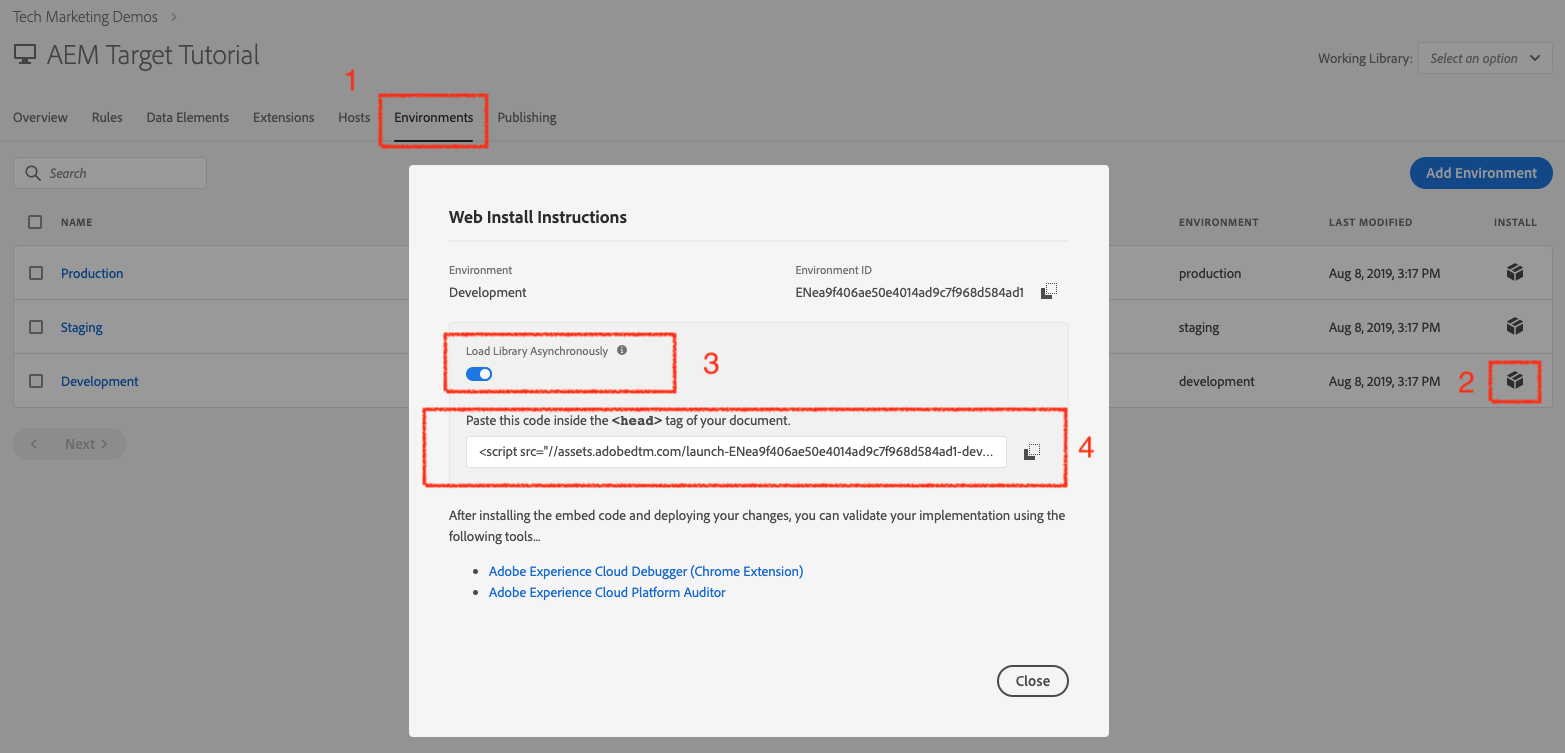 Tech Marketing Demos >
AEM Target Tutorial
Working Library: Select an option
1
Overview Rules Data Elements Extensions Hosts Environments Publishing
Search
Add Environment
NAME ENVIRONMENT LAST MODIFIED INSTALL
Production production Aug 8, 2019, 3:17 PM
Staging staging Aug 8, 2019, 3:17 PM
Development development Aug 8, 2019, 3:17 PM 2
< Next >
Web Install Instructions
Environment Environment ID
Development ENea9f406ae50e4014ad9c7f968d584ad1
Load Library Asynchronously
3
Paste this code inside the <head> tag of your document.
<script src="//assets.adobedtm.com/launch-ENea9f406ae50e4014ad9c7f968d584ad1-dev...
4
After installing the embed code and deploying your changes, you can validate your implementation using the
following tools...
• Adobe Experience Cloud Debugger (Chrome Extension)
• Adobe Experience Cloud Platform Auditor
Close